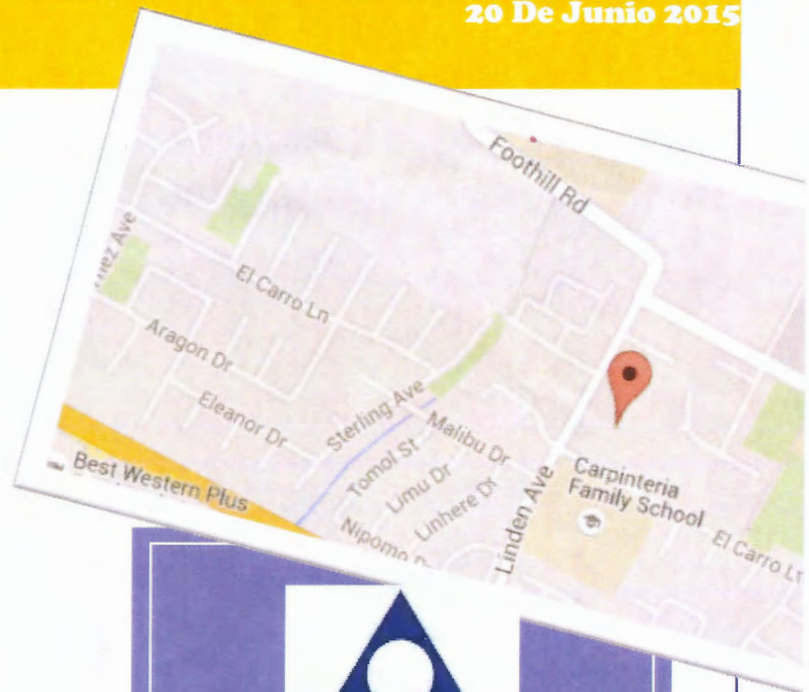 20 De Junio 2015
Foothill Rd
El Carro Ln
Aragon Dr
Eleanor Dr
Sterling Ave
Malibu Dr
Tomol St
Limu Dr
Linhere Dr
Linden Ave
Carpinteria
Family School
El Carro Ln
Best Western Plus